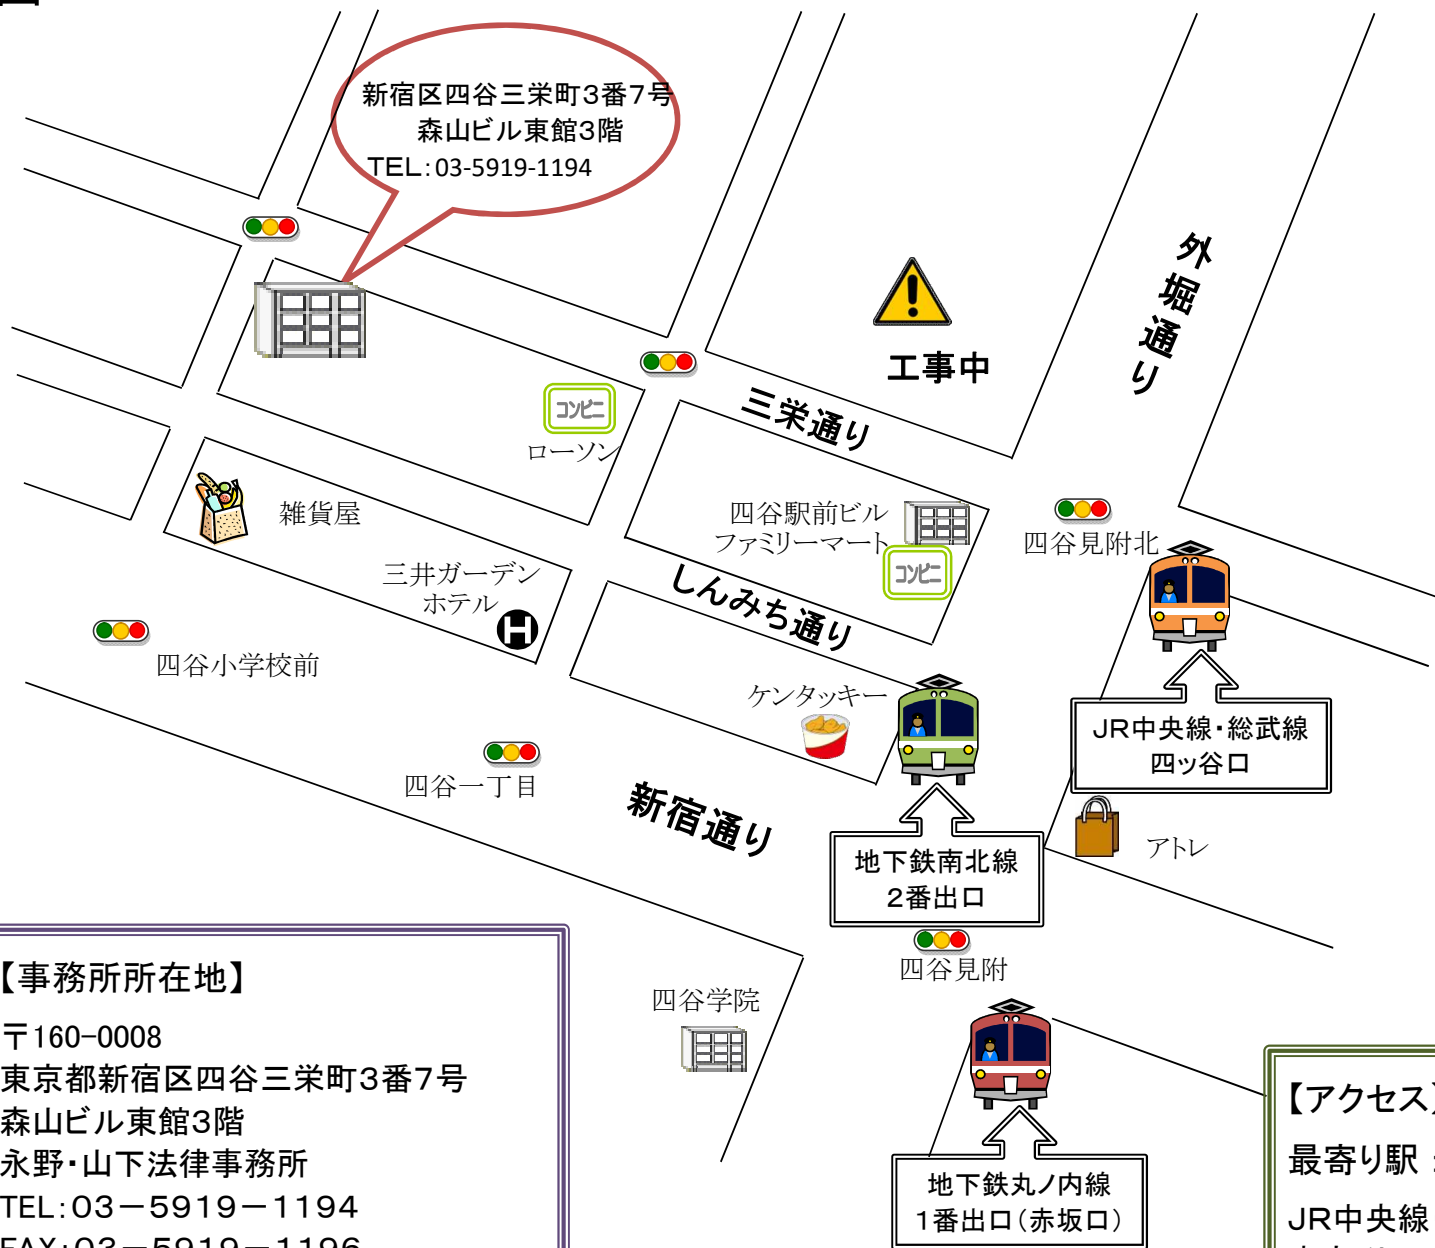 新宿区四谷三栄町3番7号
森山ビル東館3階
TEL:03-5919-1194
外堀通り
工事中
三栄通り
コンビニ
ローソン
雑貨屋
四谷駅前ビル
ファミリーマート
コンビニ
四谷見附北
三井ガーデン
ホテル
H
しんみち通り
四谷小学校前
ケンタッキー
JR中央線・総武線
四ッ谷口
四谷一丁目
新宿通り
アトレ
地下鉄南北線
2番出口
四谷見附
四谷学院
地下鉄丸ノ内線
1番出口(赤坂口)
【事務所所在地】
〒160-0008
東京都新宿区四谷三栄町3番7号
森山ビル東館3階
永野・山下法律事務所
TEL:03-5919-1194
FAX:03-5919-1196
【アクセス】
最寄り駅:
JR中央線